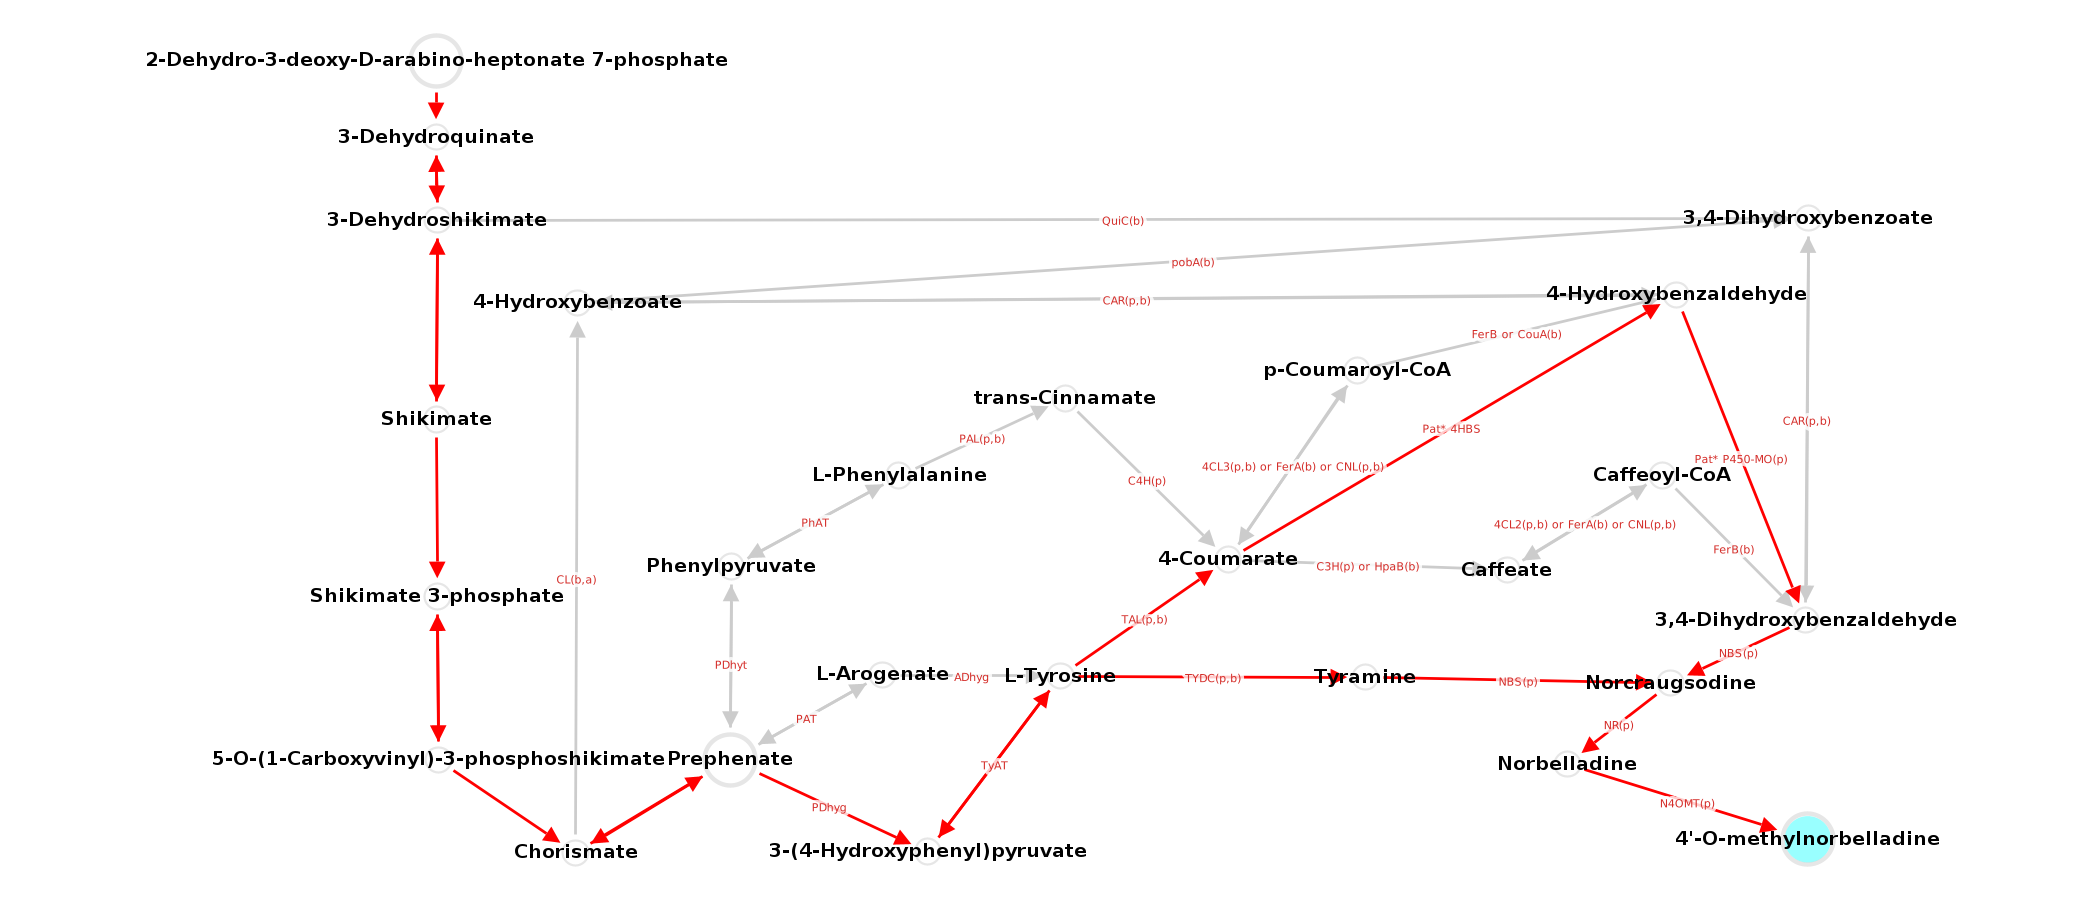 2-Dehydro-3-deoxy-D-arabino-heptonate 7-phosphate
3-Dehydroquinate
3-Dehydroshikimate
QuiC(b)
3,4-Dihydroxybenzoate
pobA(b)
4-Hydroxybenzoate
CAR(p,b)
4-Hydroxybenzaldehyde
FerB or CouA(b)
p-Coumaroyl-CoA
trans-Cinnamate
Shikimate
CAR(p,b)
Pat* 4HBS
PAL(p,b)
Pat* P450-MO(p)
4CL3(p,b) or FerA(b) or CNL(p,b)
L-Phenylalanine
C4H(p)
Caffeoyl-CoA
PhAT
4CL2(p,b) or FerA(b) or CNL(p,b)
FerB(b)
4-Coumarate
Phenylpyruvate
C3H(p) or HpaB(b)
Caffeate
CL(b,a)
Shikimate 3-phosphate
TAL(p,b)
3,4-Dihydroxybenzaldehyde
NBS(p)
PDhyt
L-Arogenate
ADhyg
L-Tyrosine
TYDC(p,b)
Tyramine
NBS(p)
Norcraugsodine
PAT
NR(p)
5-O-(1-Carboxyvinyl)-3-phosphoshikimate
Prephenate
TyAT
Norbelladine
PDhyg
N4OMT(p)
4'-O-methylnorbelladine
Chorismate
3-(4-Hydroxyphenyl)pyruvate